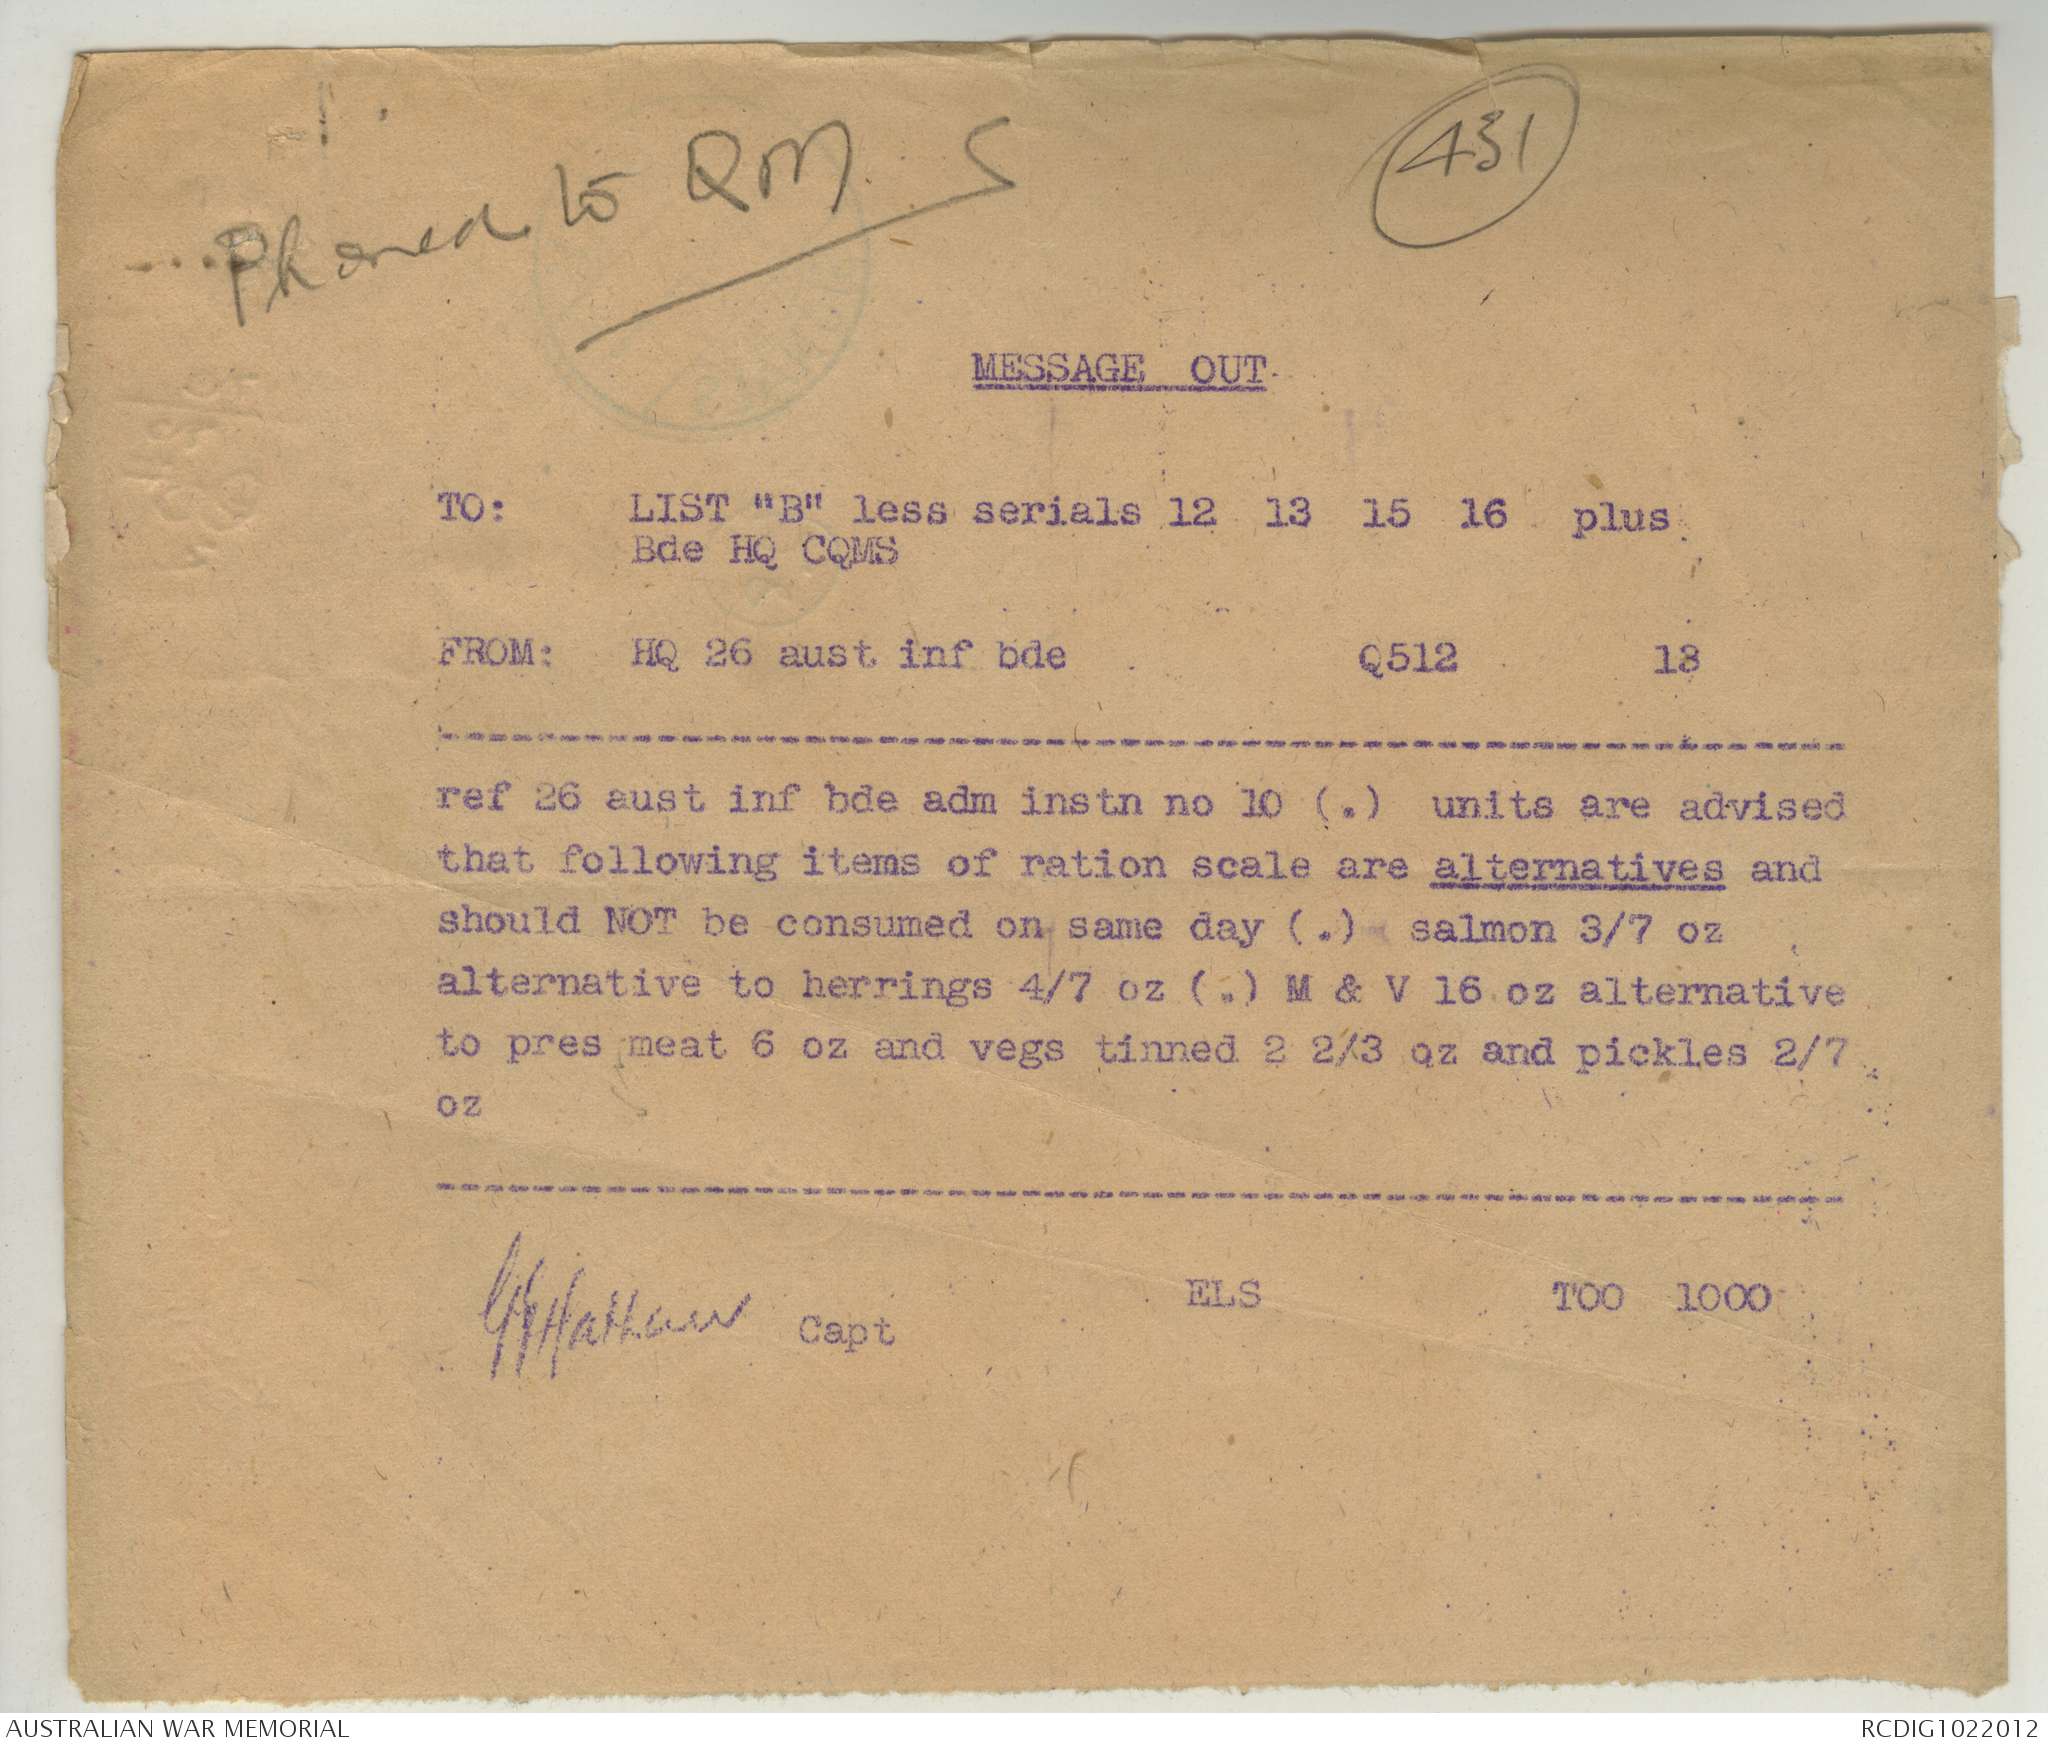 Phoned to QM
431
MESSAGE OUT.
TO: LIST "B" less serials 12 13 15 16 plus
Bde HQ CQMS
FROM: HQ 26 aust inf bde Q512 13
ref 26 aust inf bde adm instn no 10 (.) units are advised
that following items of ration scale are alternatives and
should NOT be consumed on same day (.) salmon 3/7 oz
alternative to herrings 4/7 oz (.) M & V 16 oz alternative
to pres meat 6 oz and vegs tinned 2 2/3 oz and pickles 2/7
oz
Capt ELS TOO 1000
AUSTRALIAN WAR MEMORIAL RCDIG1022012